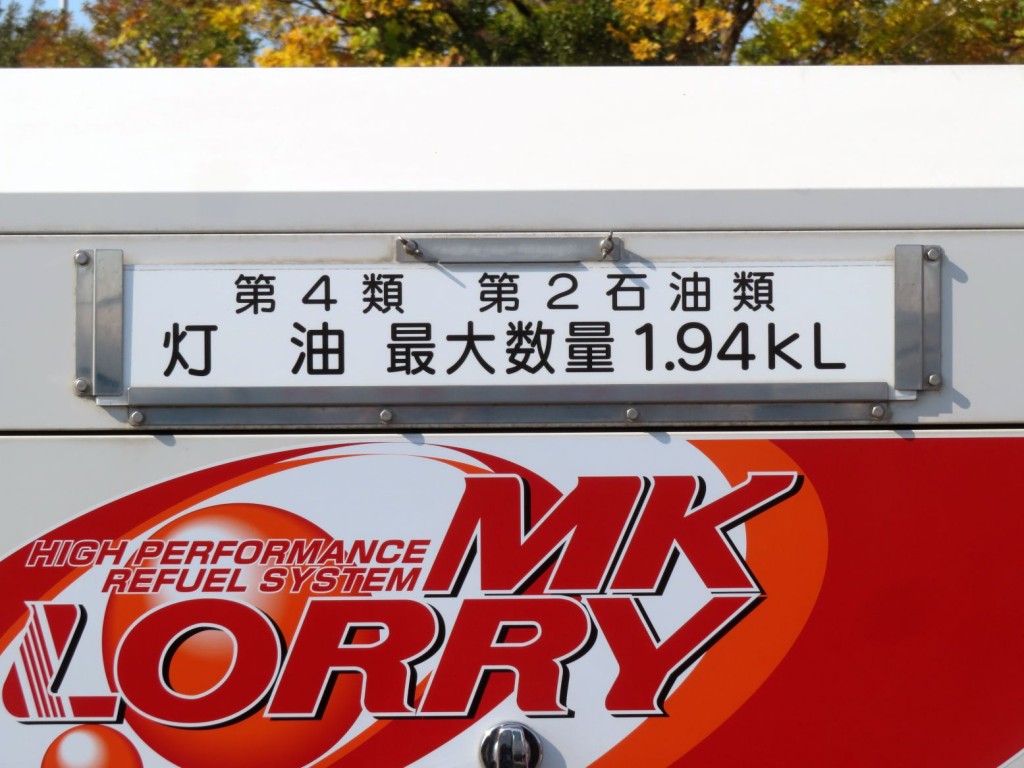 第4類　第2石油類
灯　油 最大数量1.94kL
MK
HIGH PERFORMANCE
REFUEL SYSTEM
LORRY